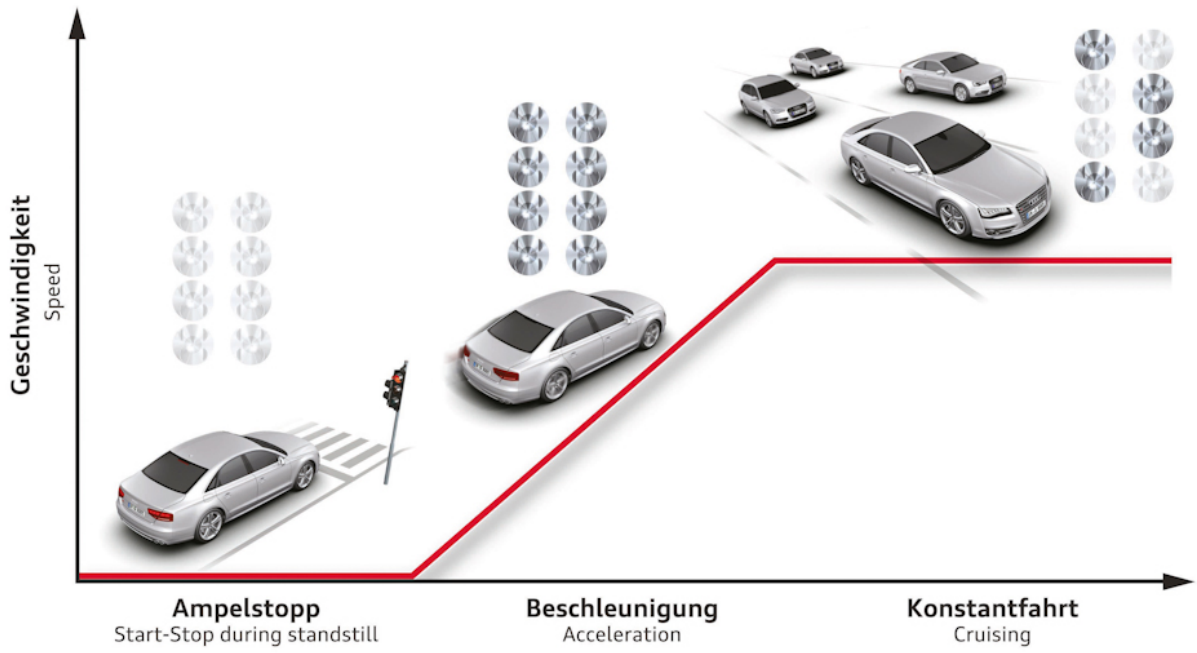 Geschwindigkeit
Speed
Ampelstopp
Start-Stop during standstill
Beschleunigung
Acceleration
Konstantfahrt
Cruising